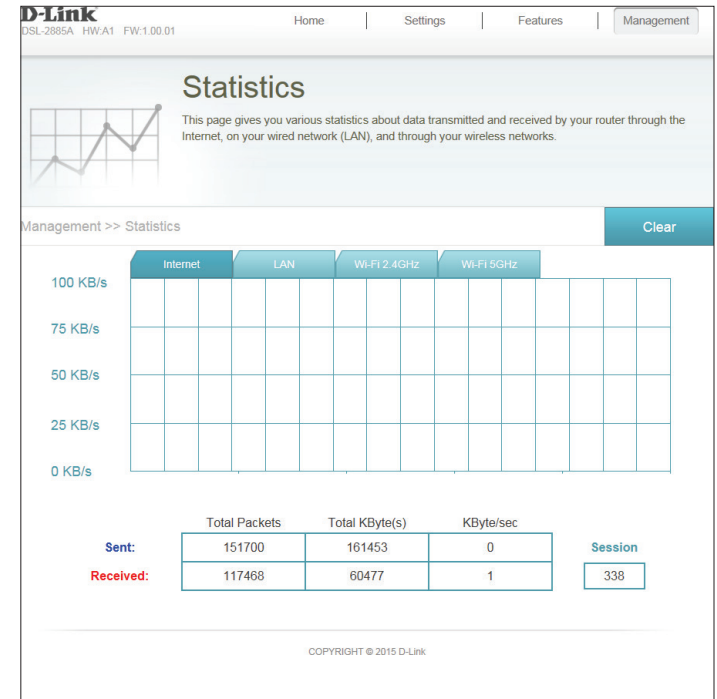 D-Link
DSL-2885A HW:A1 FW:1.00.01
Home Settings Features Management
Statistics
This page gives you various statistics about data transmitted and received by your router through the
Internet, on your wired network (LAN), and through your wireless networks.
Management >> Statistics
Clear
Internet LAN Wi-Fi 2.4GHz Wi-Fi 5GHz
100 KB/s
75 KB/s
50 KB/s
25 KB/s
0 KB/s
Total Packets Total KByte(s) KByte/sec
Sent: 151700 161453 0 Session
Received: 117468 60477 1 338
COPYRIGHT © 2015 D-Link